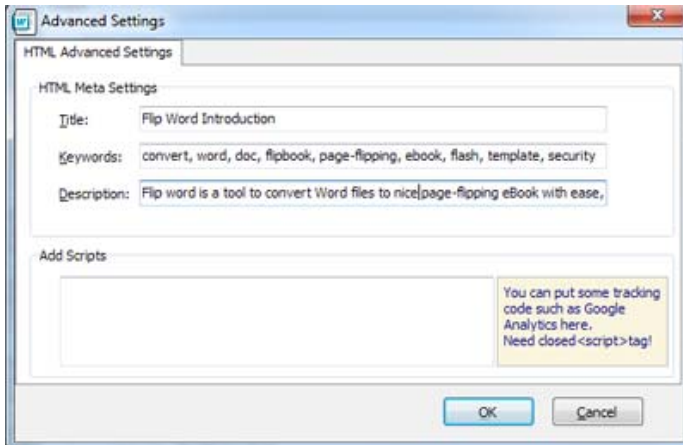 Advanced Settings
HTML Advanced Settings
HTML Meta Settings
Title: Flip Word Introduction
Keywords: convert, word, doc, flipbook, page-flipping, ebook, flash, template, security
Description: Flip word is a tool to convert Word files to nice page-flipping eBook with ease,
Add Scripts
You can put some tracking
code such as Google
Analytics here.
Need closed <script>tag!
OK Cancel